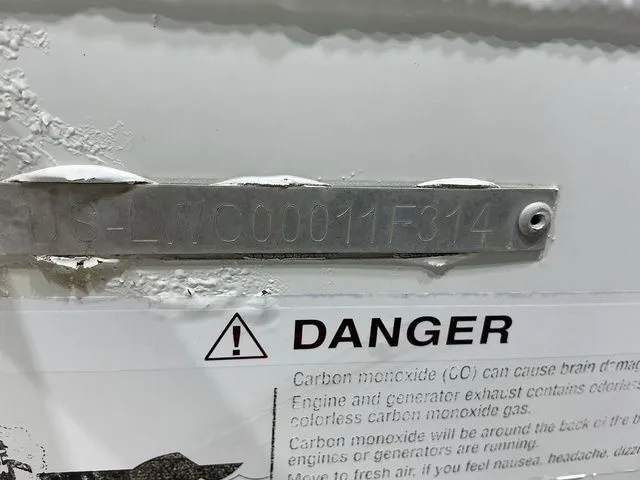 US-LWC00011F314
DANGER
Carbon monoxide (CO) can cause brain damag
Engine and generator exhaust contains odorless
colorless carbon monoxide gas.
Carbon monoxide will be around the back of the b
engines or generators are running.
Move to fresh air, if you feel nausea, headache, dizzi